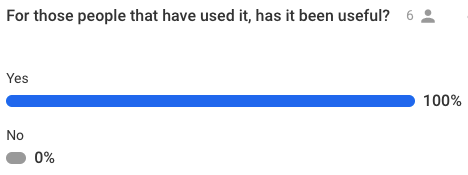 For those people that have used it, has it been useful? 6
Yes
100%
No
0%